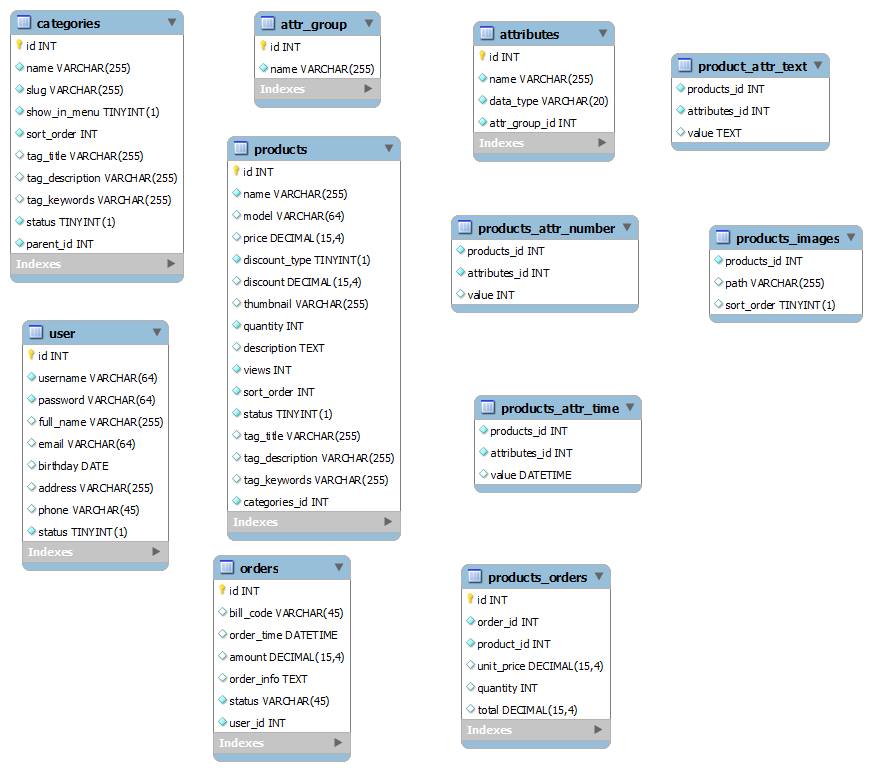 categories
id INT
name VARCHAR(255)
slug VARCHAR(255)
show_in_menu TINYINT(1)
sort_order INT
tag_title VARCHAR(255)
tag_description VARCHAR(255)
tag_keywords VARCHAR(255)
status TINYINT(1)
parent_id INT
Indexes
attr_group
id INT
name VARCHAR(255)
Indexes
attributes
id INT
name VARCHAR(255)
data_type VARCHAR(20)
attr_group_id INT
Indexes
product_attr_text
products_id INT
attributes_id INT
value TEXT
products
id INT
name VARCHAR(255)
model VARCHAR(64)
price DECIMAL(15,4)
discount_type TINYINT(1)
discount DECIMAL(15,4)
thumbnail VARCHAR(255)
quantity INT
description TEXT
views INT
sort_order INT
status TINYINT(1)
tag_title VARCHAR(255)
tag_description VARCHAR(255)
tag_keywords VARCHAR(255)
categories_id INT
Indexes
products_attr_number
products_id INT
attributes_id INT
value INT
products_images
products_id INT
path VARCHAR(255)
sort_order TINYINT(1)
user
id INT
username VARCHAR(64)
password VARCHAR(64)
full_name VARCHAR(255)
email VARCHAR(64)
birthday DATE
address VARCHAR(255)
phone VARCHAR(45)
status TINYINT(1)
Indexes
products_attr_time
products_id INT
attributes_id INT
value DATETIME
orders
id INT
bill_code VARCHAR(45)
order_time DATETIME
amount DECIMAL(15,4)
order_info TEXT
status VARCHAR(45)
user_id INT
Indexes
products_orders
id INT
order_id INT
product_id INT
unit_price DECIMAL(15,4)
quantity INT
total DECIMAL(15,4)
Indexes